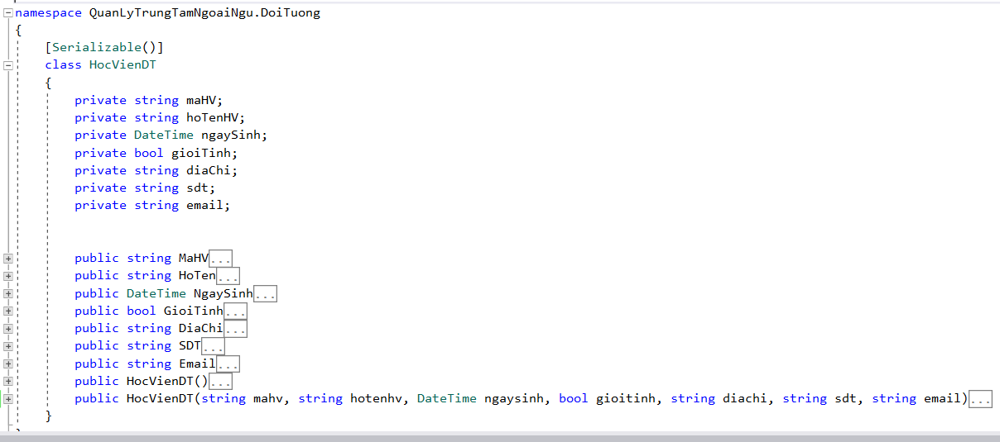 namespace QuanLyTrungTamNgoaiNgu.DoiTuong
{
[Serializable()]
class HocVienDT
{
private string maHV;
private string hoTenHV;
private DateTime ngaySinh;
private bool gioiTinh;
private string diaChi;
private string sdt;
private string email;
public string MaHV...
public string HoTen...
public DateTime NgaySinh...
public bool GioiTinh...
public string DiaChi...
public string SDT...
public string Email...
public HocVienDT()...
public HocVienDT(string mahv, string hotenhv, DateTime ngaysinh, bool gioitinh, string diachi, string sdt, string email)...
}